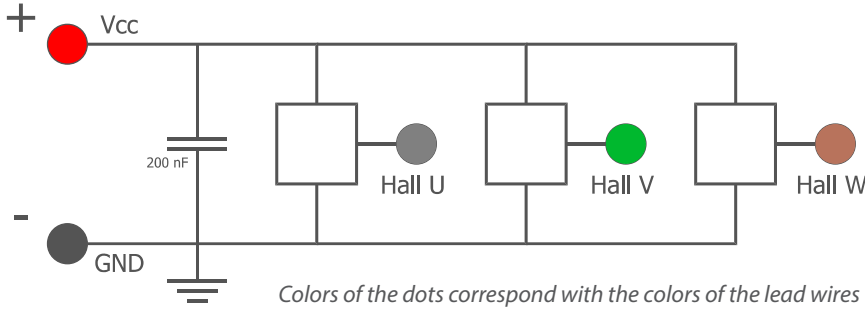 +
Vcc
200 nF
Hall U
Hall V
Hall W
-
GND
Colors of the dots correspond with the colors of the lead wires